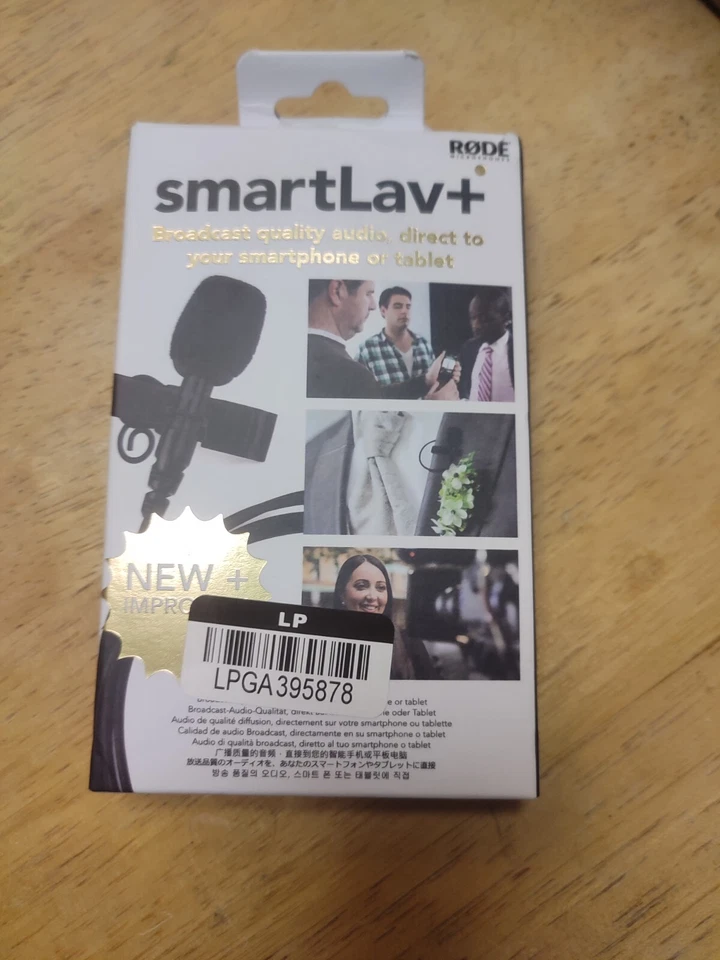 RØDE
MICROPHONES
smartLav+
Broadcast quality audio, direct to
your smartphone or tablet
NEW +
LP
LPGA395878
e or tablet
Broadcast-Audio-Qualität, direkt oder Tablet
Audio de qualité diffusion, directement sur votre smartphone ou tablette
Calidad de audio Broadcast, directamente en su smartphone o tablet
Audio di qualità broadcast, diretto al tuo smartphone o tablet
广播质量的音频，直接到您的智能手机或平板电脑
放送品質のオーディオを、あなたのスマートフォンやタブレットに直接
방송 품질의 오디오, 스마트 폰 또는 태블릿에 직접